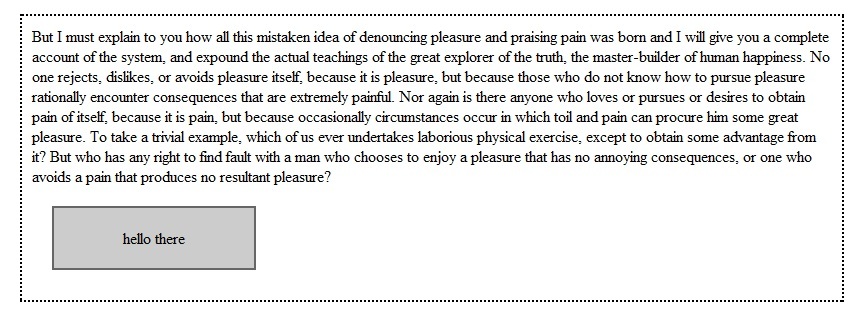 But I must explain to you how all this mistaken idea of denouncing pleasure and praising pain was born and I will give you a complete
account of the system, and expound the actual teachings of the great explorer of the truth, the master-builder of human happiness. No
one rejects, dislikes, or avoids pleasure itself, because it is pleasure, but because those who do not know how to pursue pleasure
rationally encounter consequences that are extremely painful. Nor again is there anyone who loves or pursues or desires to obtain
pain of itself, because it is pain, but because occasionally circumstances occur in which toil and pain can procure him some great
pleasure. To take a trivial example, which of us ever undertakes laborious physical exercise, except to obtain some advantage from
it? But who has any right to find fault with a man who chooses to enjoy a pleasure that has no annoying consequences, or one who
avoids a pain that produces no resultant pleasure?
hello there